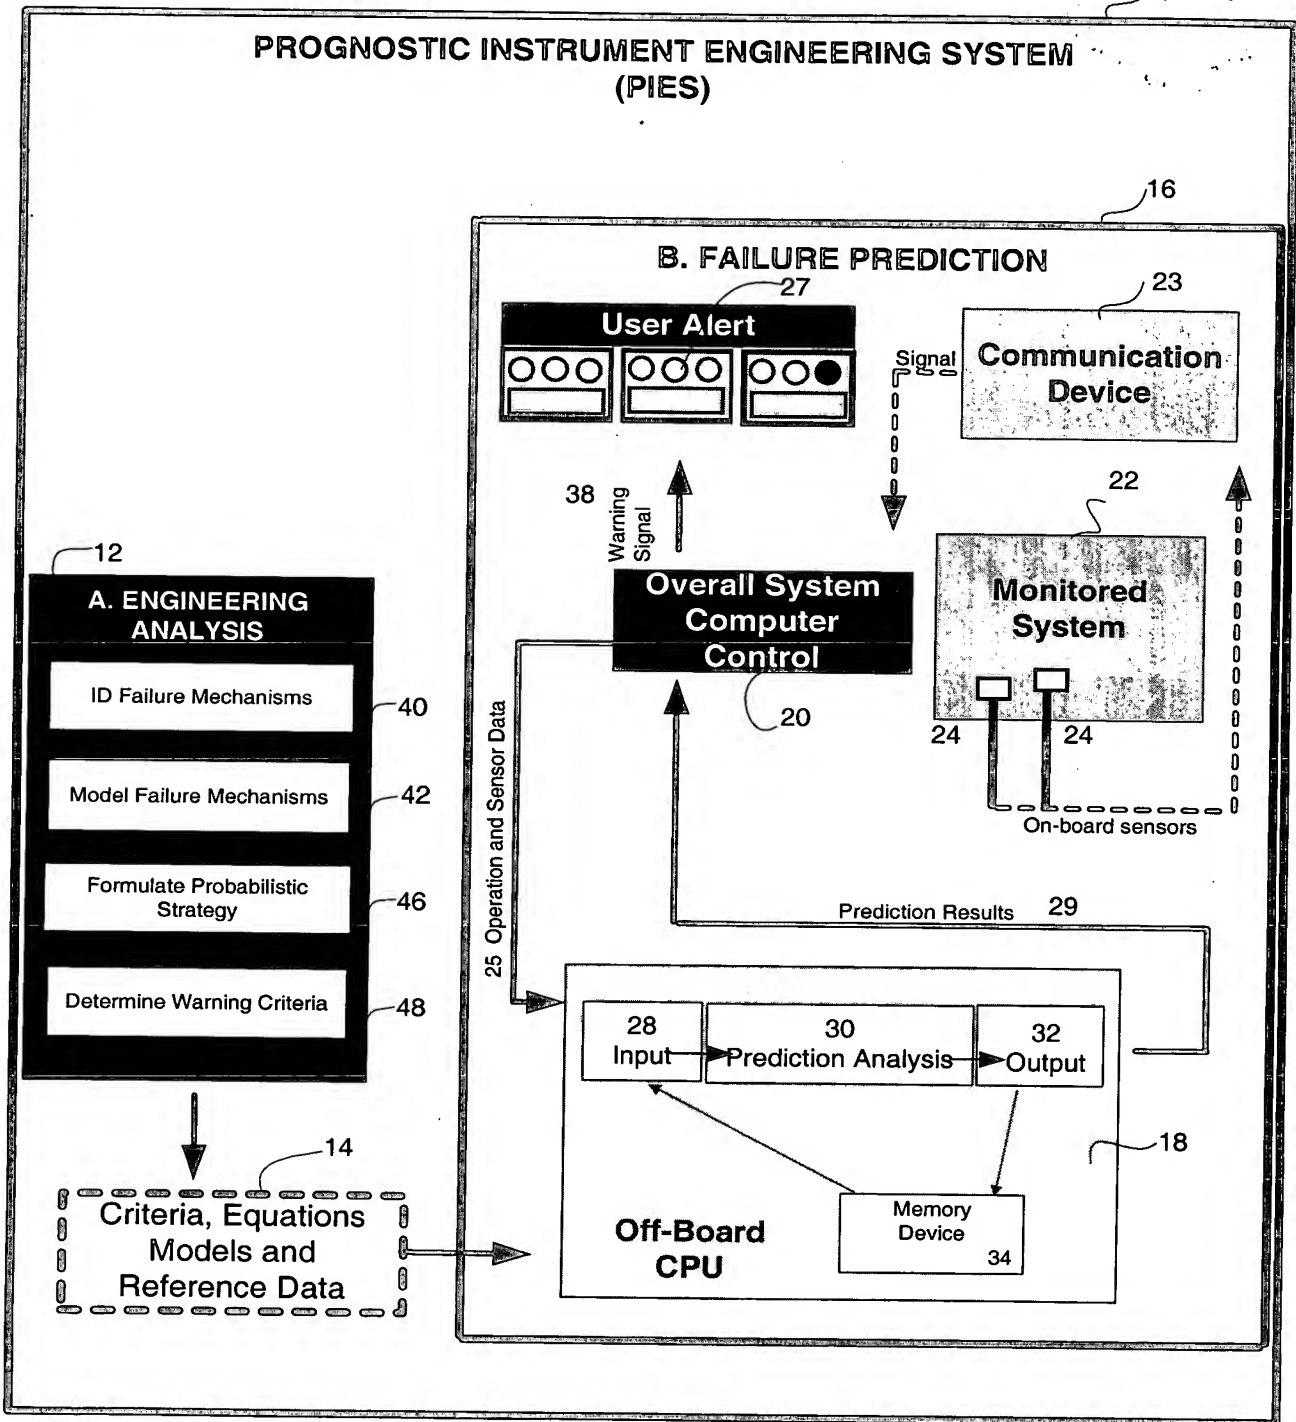 PROGNOSTIC INSTRUMENT ENGINEERING SYSTEM
(PIES)
16
B. FAILURE PREDICTION
27
User Alert
23
Signal
Communication
Device
38
Warning
Signal
22
12
A. ENGINEERING
ANALYSIS
ID Failure Mechanisms
40
Model Failure Mechanisms
42
Formulate Probabilistic
Strategy
46
Determine Warning Criteria
48
Overall System
Computer
Control
20
Monitored
System
24
24
On-board sensors
25 Operation and Sensor Data
Prediction Results 29
28
Input
30
Prediction Analysis
32
Output
18
Memory
Device
34
Off-Board
CPU
14
Criteria, Equations
Models and
Reference Data